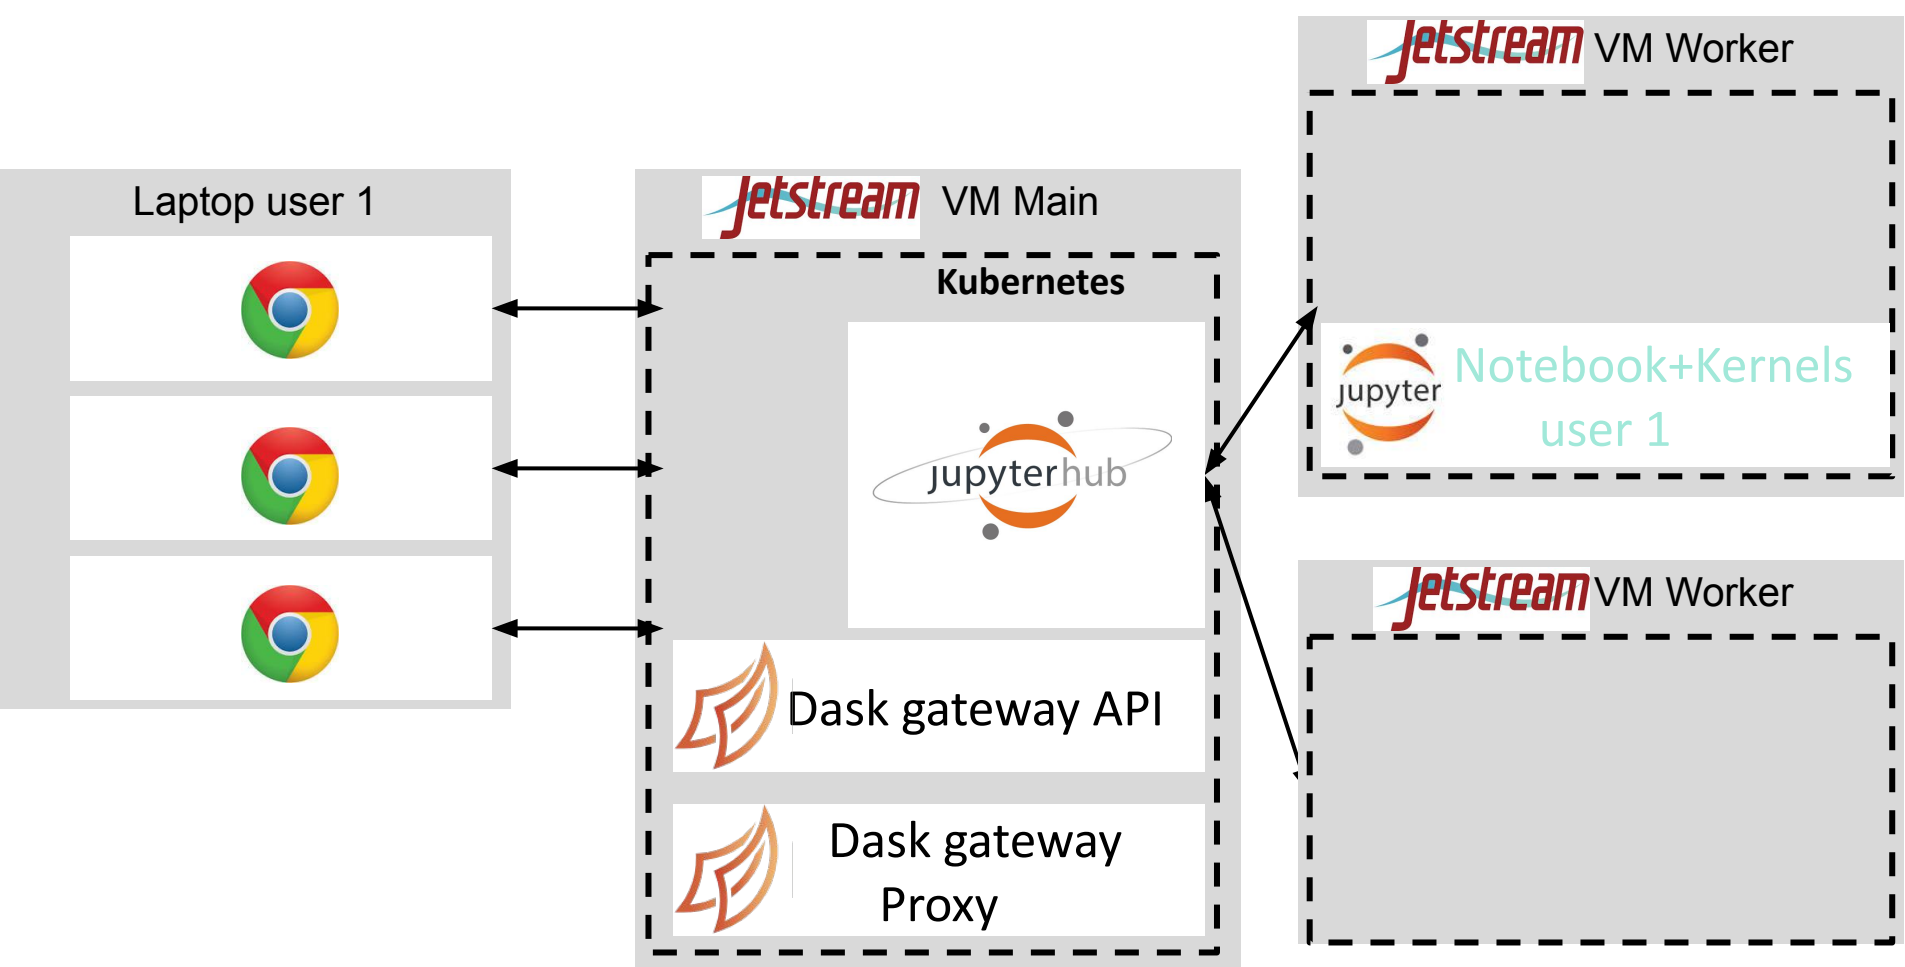 Laptop user 1
Jetstream VM Main
Kubernetes
jupyterhub
Dask gateway API
Dask gateway
Proxy
Jetstream VM Worker
jupyter
Notebook+Kernels
user 1
Jetstream VM Worker